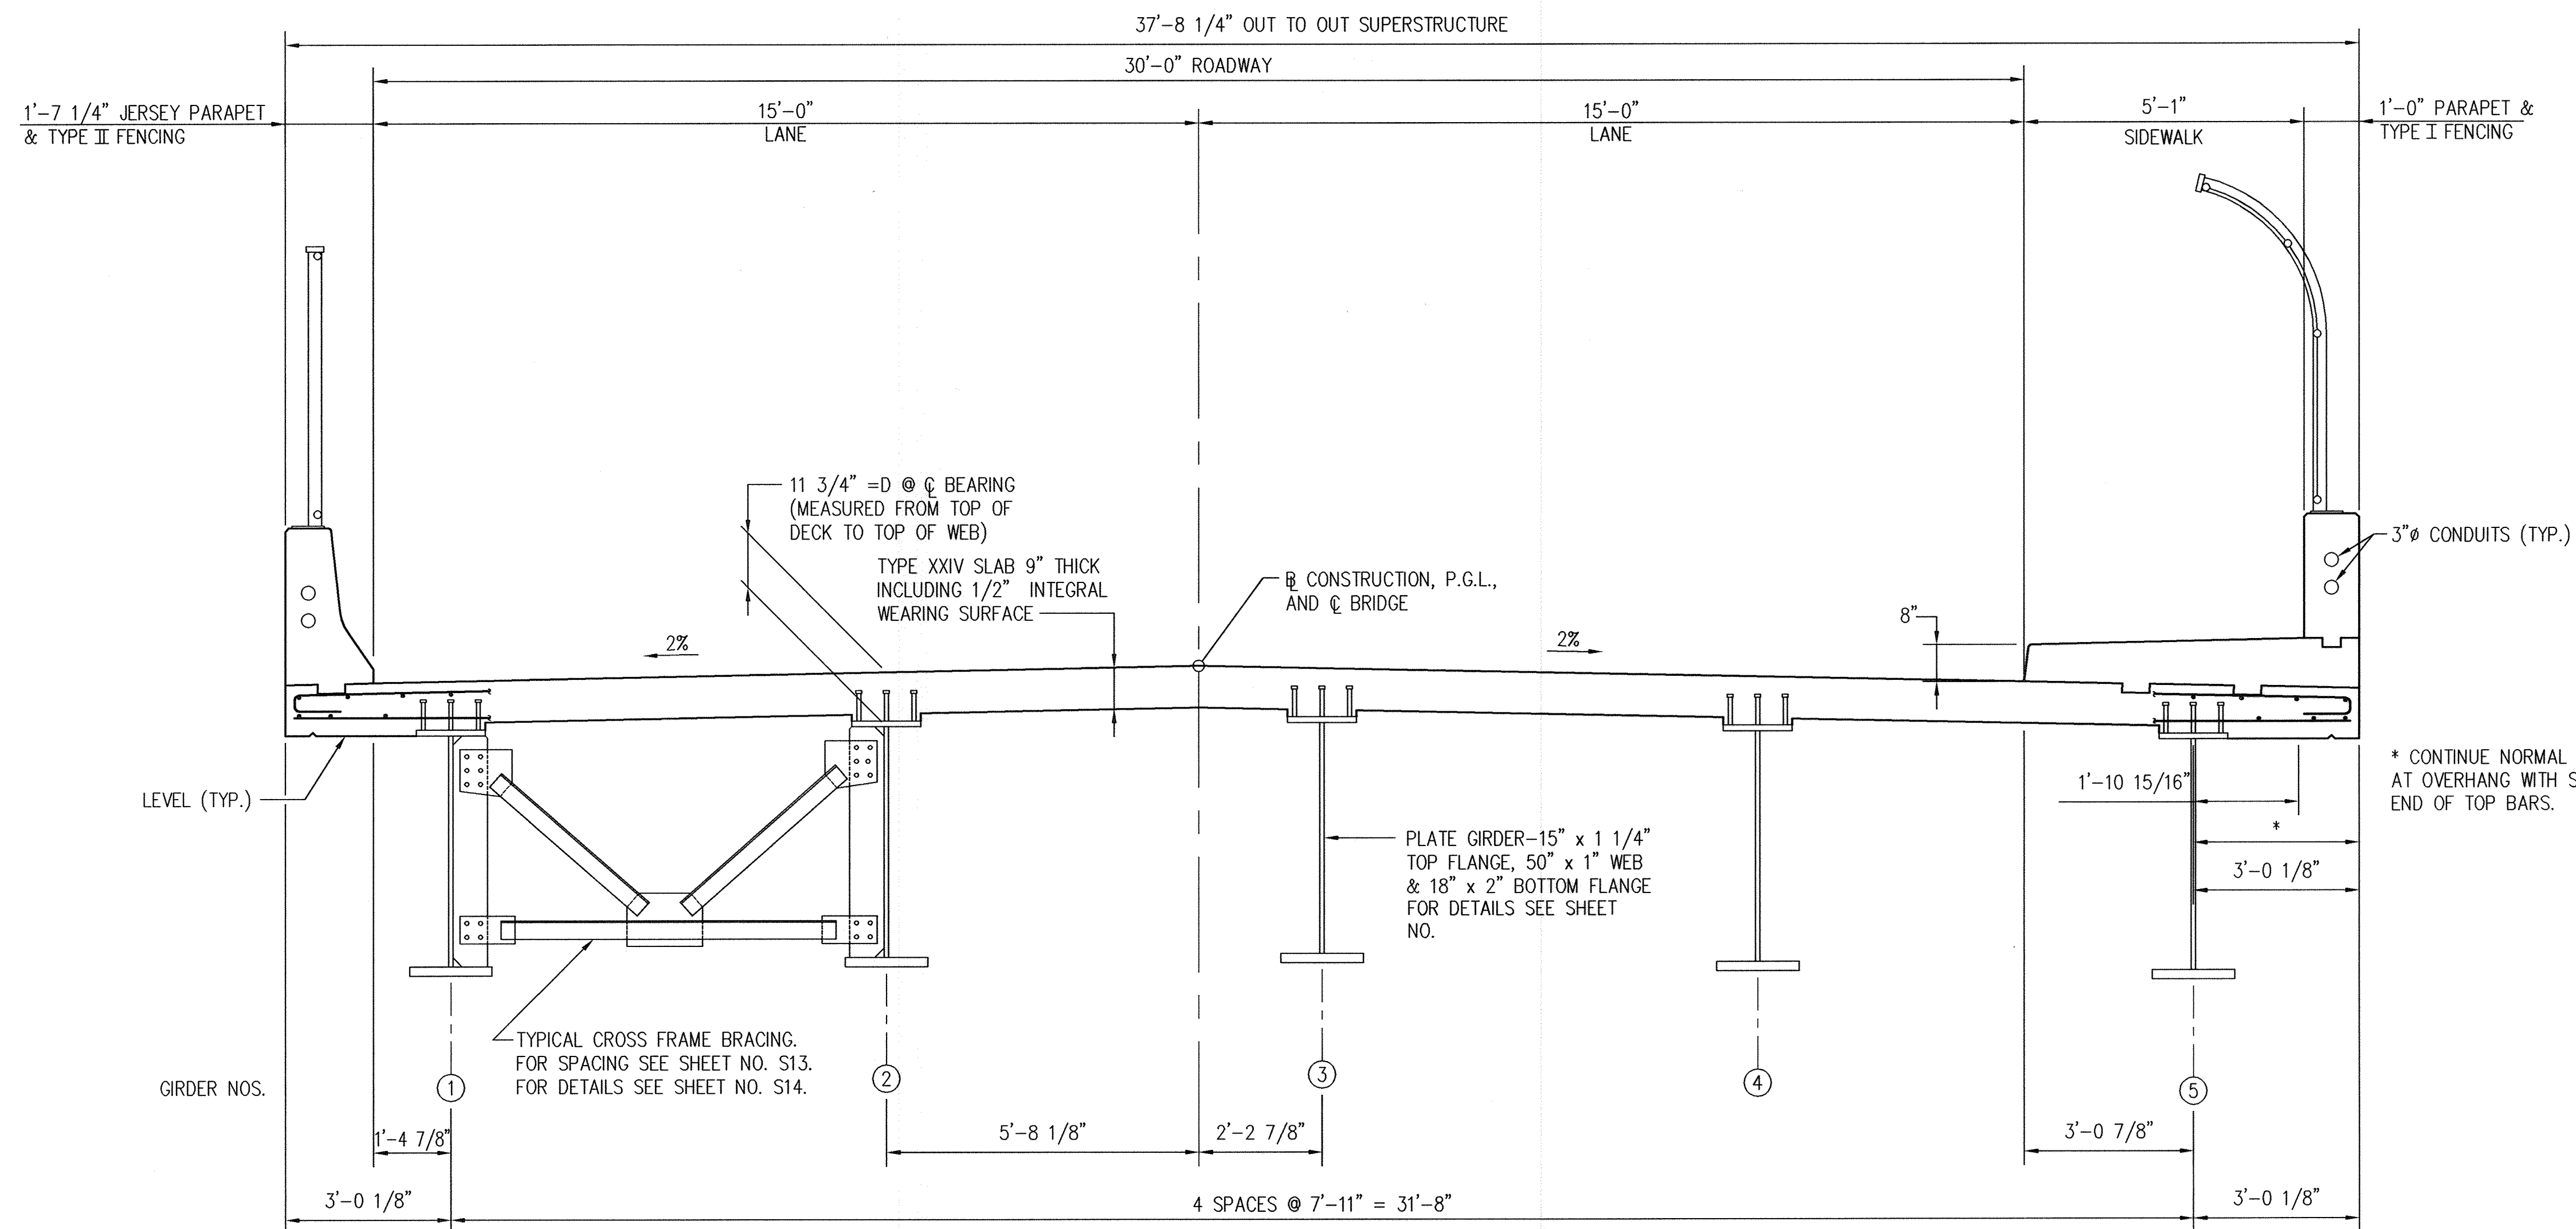 37'-8 1/4" OUT TO OUT SUPERSTRUCTURE
30'-0" ROADWAY
1'-7 1/4" JERSEY PARAPET
& TYPE II FENCING
15'-0"
LANE
15'-0"
LANE
5'-1"
SIDEWALK
1'-0" PARAPET &
TYPE I FENCING
11 3/4" =D @ ℄ BEARING
(MEASURED FROM TOP OF
DECK TO TOP OF WEB)
TYPE XXIV SLAB 9" THICK
INCLUDING 1/2" INTEGRAL
WEARING SURFACE
BL CONSTRUCTION, P.G.L.,
AND ℄ BRIDGE
3"ø CONDUITS (TYP.)
8"
2%
2%
LEVEL (TYP.)
1'-10 15/16"
* CONTINUE NORMAL
AT OVERHANG WITH S
END OF TOP BARS.
*
3'-0 1/8"
PLATE GIRDER-15" x 1 1/4"
TOP FLANGE, 50" x 1" WEB
& 18" x 2" BOTTOM FLANGE
FOR DETAILS SEE SHEET
NO.
TYPICAL CROSS FRAME BRACING.
FOR SPACING SEE SHEET NO. S13.
FOR DETAILS SEE SHEET NO. S14.
GIRDER NOS.
1
2
3
4
5
1'-4 7/8"
5'-8 1/8"
2'-2 7/8"
3'-0 7/8"
3'-0 1/8"
4 SPACES @ 7'-11" = 31'-8"
3'-0 1/8"